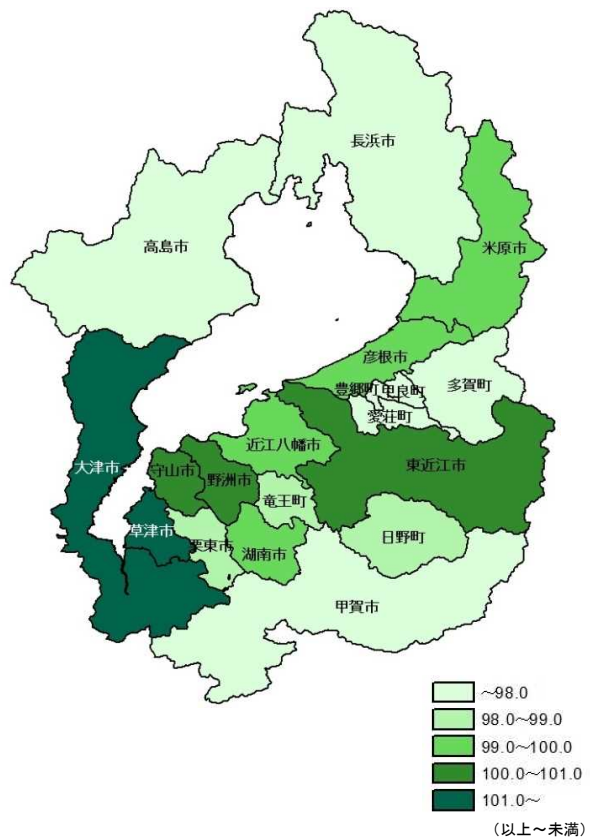 長浜市
高島市
米原市
彦根市
豊郷町
甲良町
多賀町
愛荘町
近江八幡市
大津市
守山市
野洲市
東近江市
竜王町
草津市
栗東市
湖南市
日野町
甲賀市
～98.0
98.0～99.0
99.0～100.0
100.0～101.0
101.0～
（以上～未満）